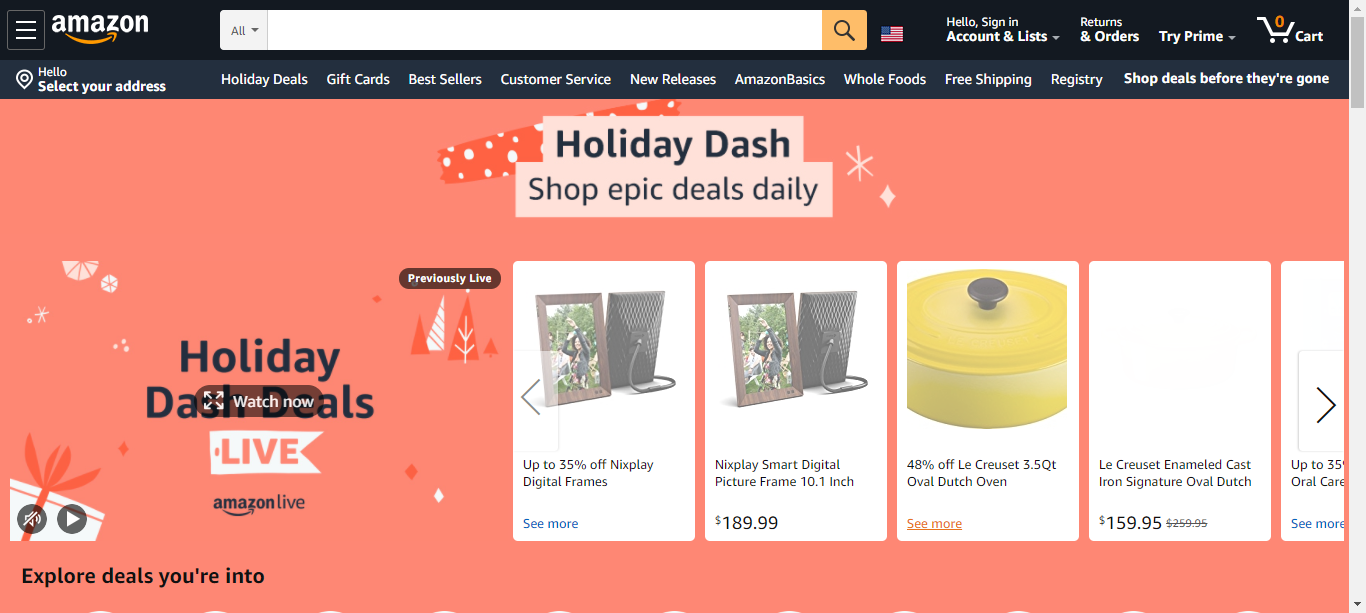 amazon
All
Hello, Sign in
Account & Lists
Returns
& Orders
Try Prime
0
Cart
Hello
Select your address
Holiday Deals
Gift Cards
Best Sellers
Customer Service
New Releases
AmazonBasics
Whole Foods
Free Shipping
Registry
Shop deals before they're gone
Holiday Dash
Shop epic deals daily
Previously Live
Holiday
Dash Deals
Watch now
LIVE
amazon live
Up to 35% off Nixplay
Digital Frames
See more
Nixplay Smart Digital
Picture Frame 10.1 Inch
$189.99
48% off Le Creuset 3.5Qt
Oval Dutch Oven
See more
Le Creuset Enameled Cast
Iron Signature Oval Dutch
$159.95 $259.95
Up to 35
Oral Care
See more
Explore deals you're into